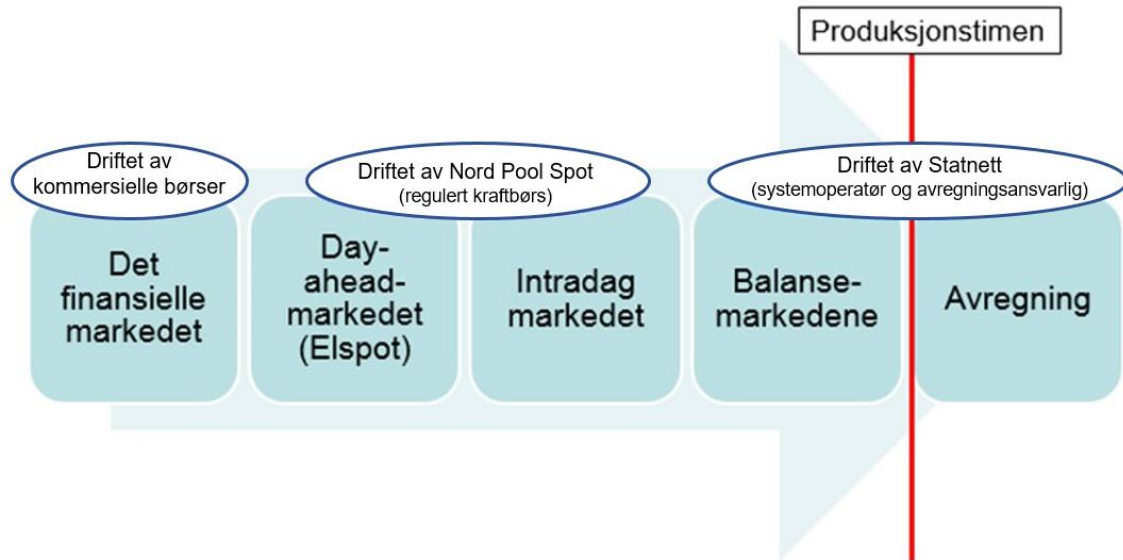 Produksjonstimen
Driftet av
kommersielle børser
Driftet av Nord Pool Spot
(regulert kraftbørs)
Driftet av Statnett
(systemoperatør og avregningsansvarlig)
Det
finansielle
markedet
Day-
ahead-
markedet
(Elspot)
Intradag
markedet
Balanse-
markedene
Avregning